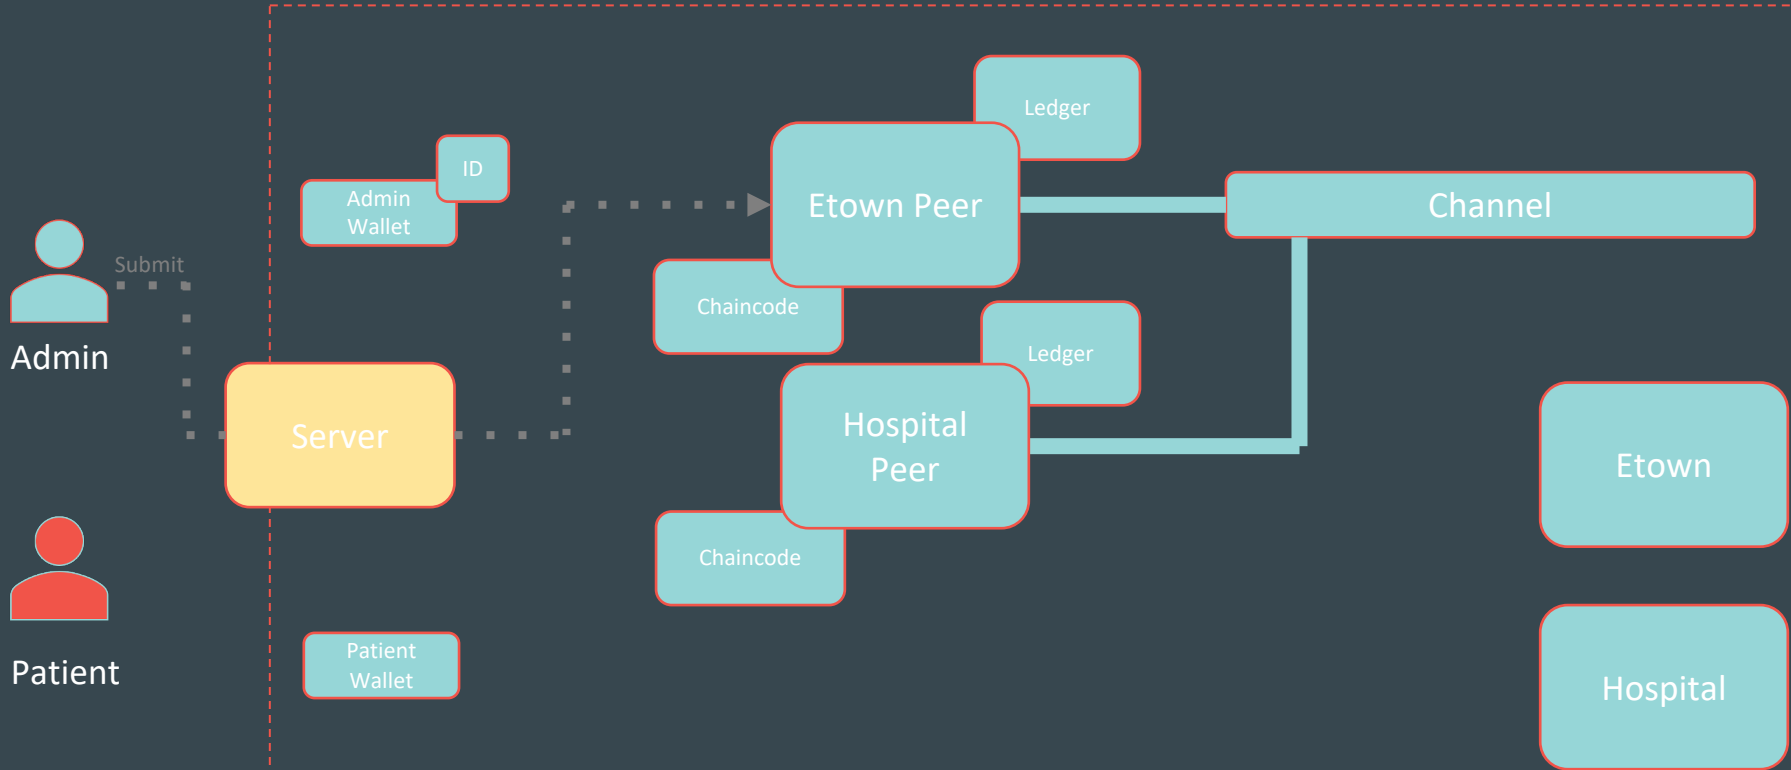 Ledger
ID
Admin
Wallet
Etown Peer
Channel
Submit
Chaincode
Admin
Ledger
Server
Hospital
Peer
Etown
Chaincode
Patient
Wallet
Patient
Hospital